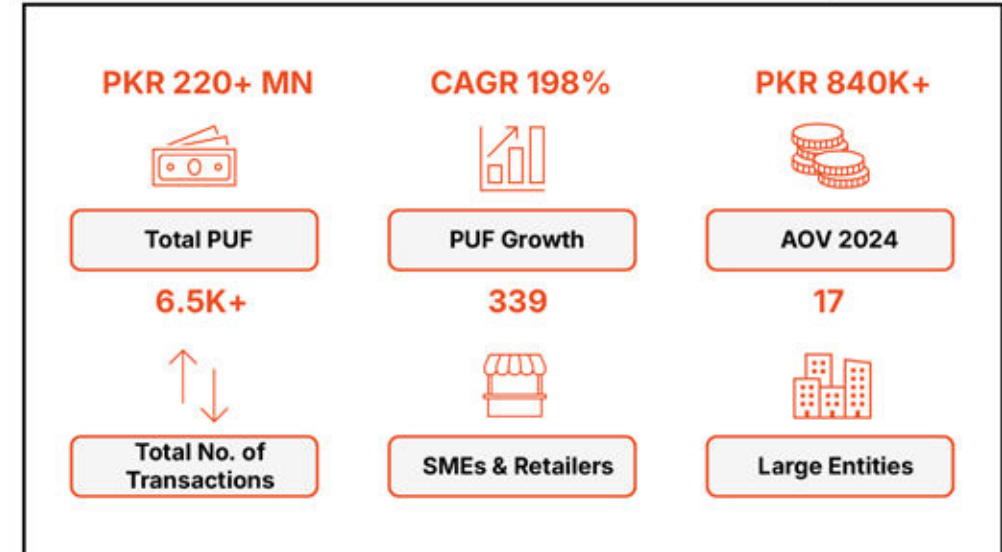 PKR 220+ MN
CAGR 198%
PKR 840K+
Total PUF
PUF Growth
AOV 2024
6.5K+
339
17
Total No. of
Transactions
SMEs & Retailers
Large Entities